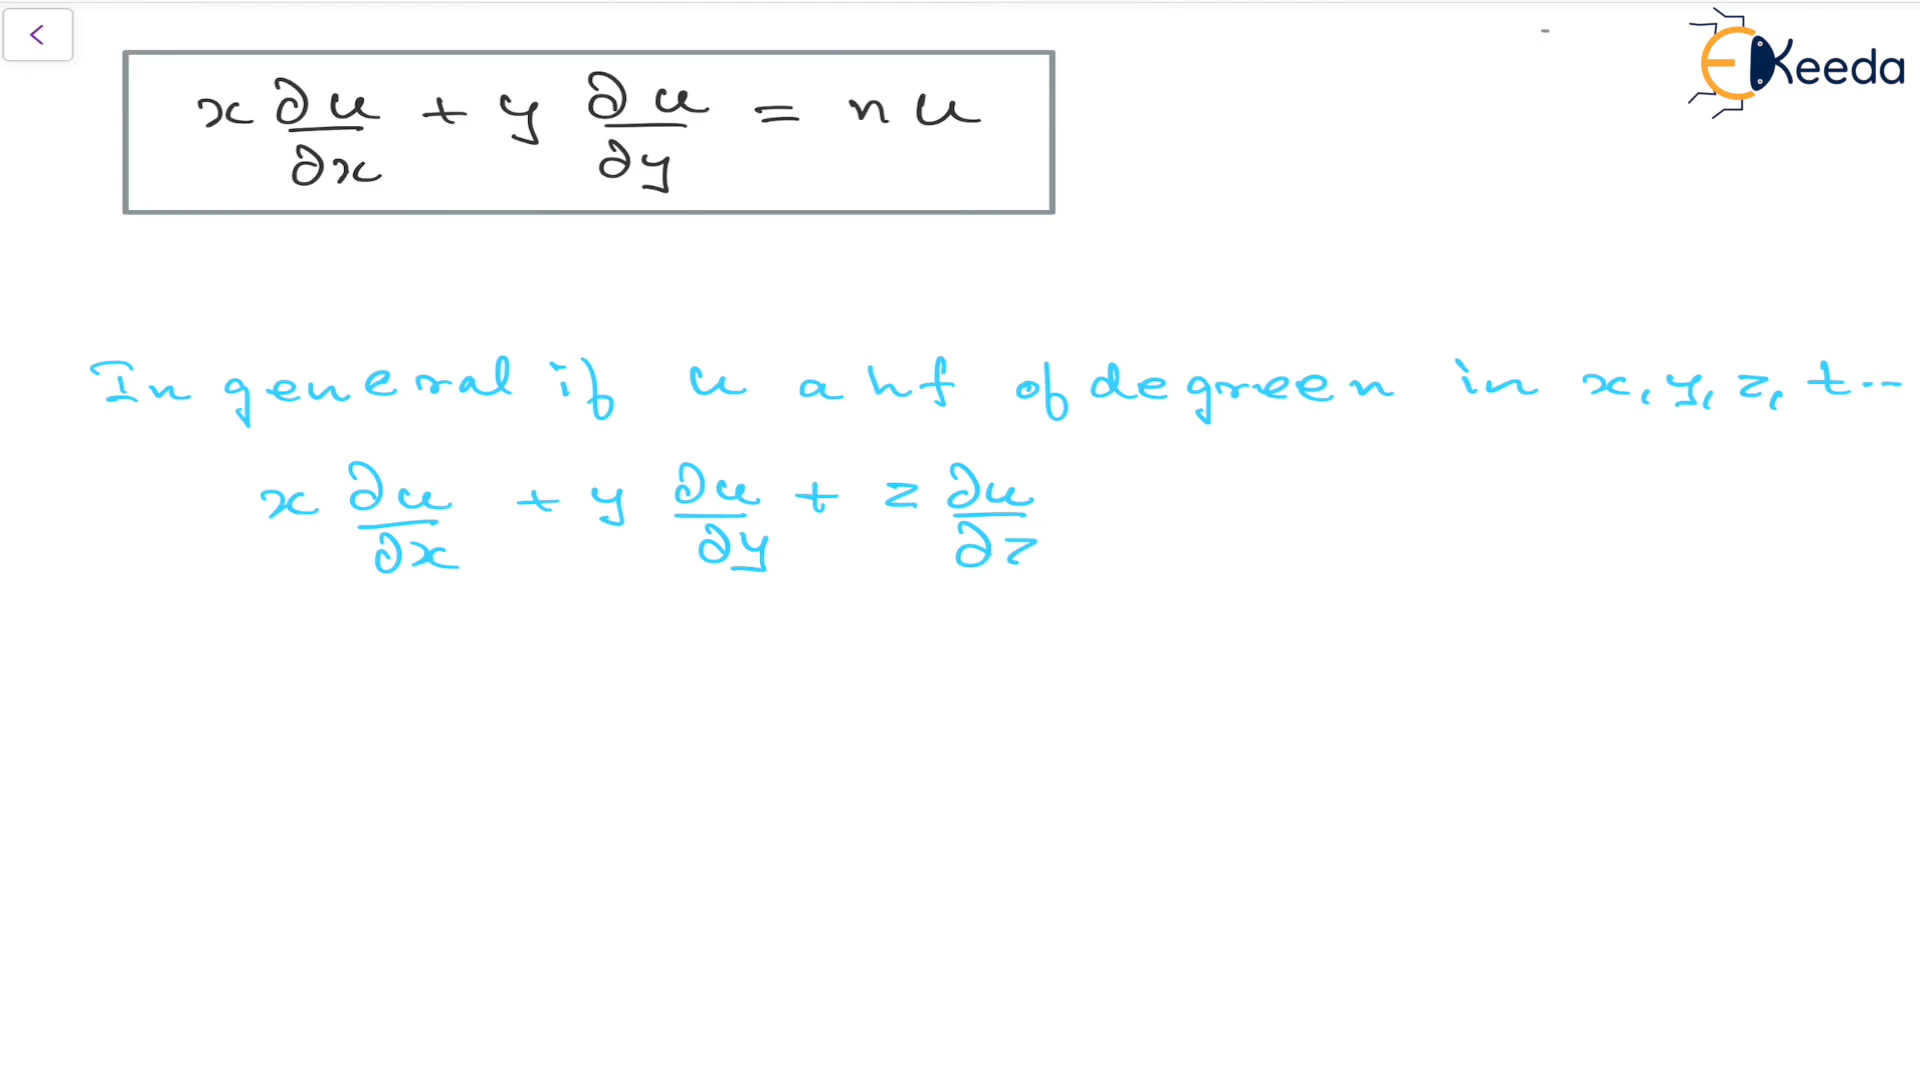 EKeeda
x ∂u/∂x + y ∂u/∂y = nu
In general if u a hf of degree n in x, y, z, t --
x ∂u/∂x + y ∂u/∂y + z ∂u/∂z